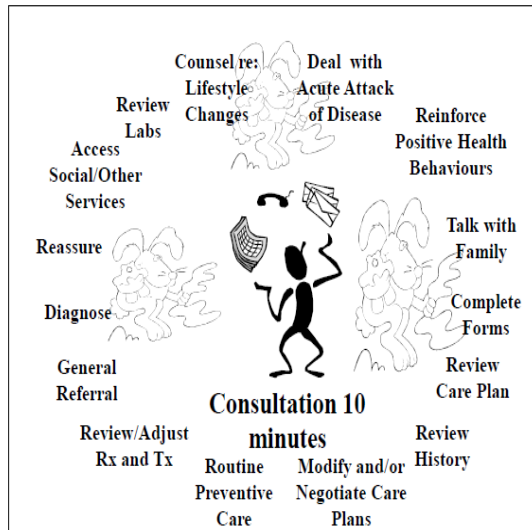 Counsel re:
Lifestyle
Changes
Deal with
Acute Attack
of Disease
Reinforce
Positive Health
Behaviours
Talk with
Family
Complete
Forms
Review
Care Plan
Review
History
Modify and/or
Negotiate Care
Plans
Routine
Preventive
Care
Review/Adjust
Rx and Tx
General
Referral
Diagnose
Reassure
Access
Social/Other
Services
Review
Labs
Consultation 10
minutes